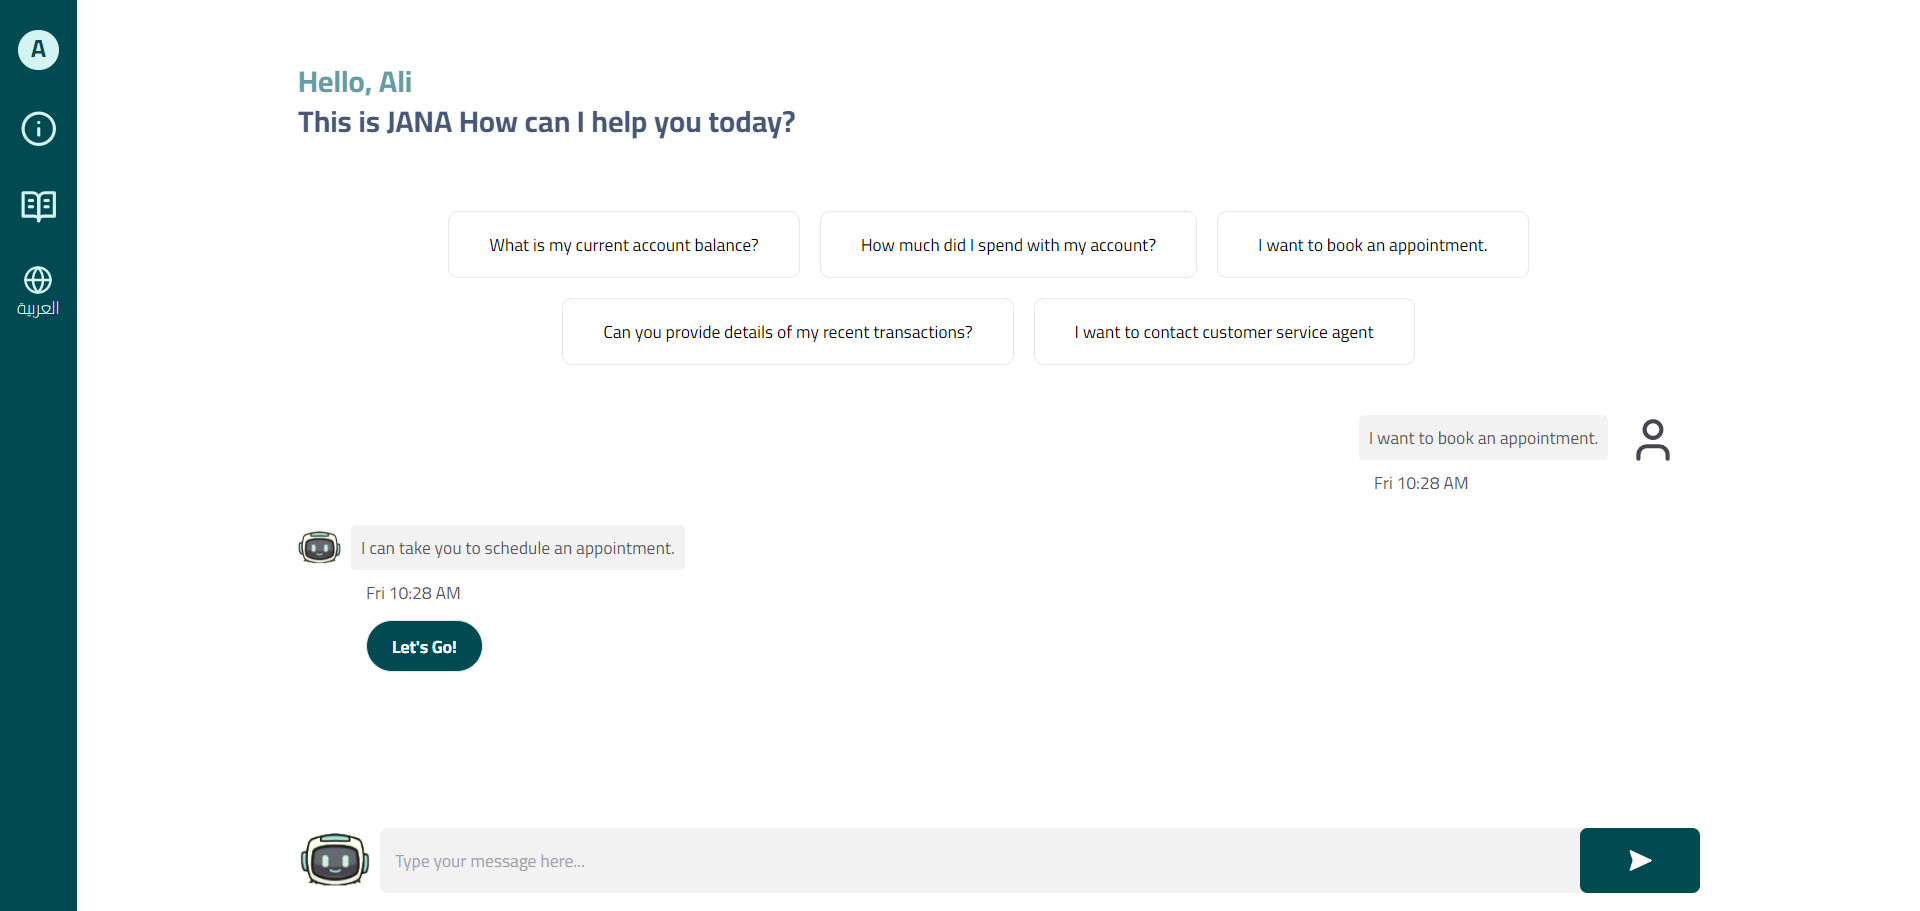 A
العربية
Hello, Ali
This is JANA How can I help you today?
What is my current account balance?
How much did I spend with my account?
I want to book an appointment.
Can you provide details of my recent transactions?
I want to contact customer service agent
I want to book an appointment.
Fri 10:28 AM
I can take you to schedule an appointment.
Fri 10:28 AM
Let's Go!
Type your message here...